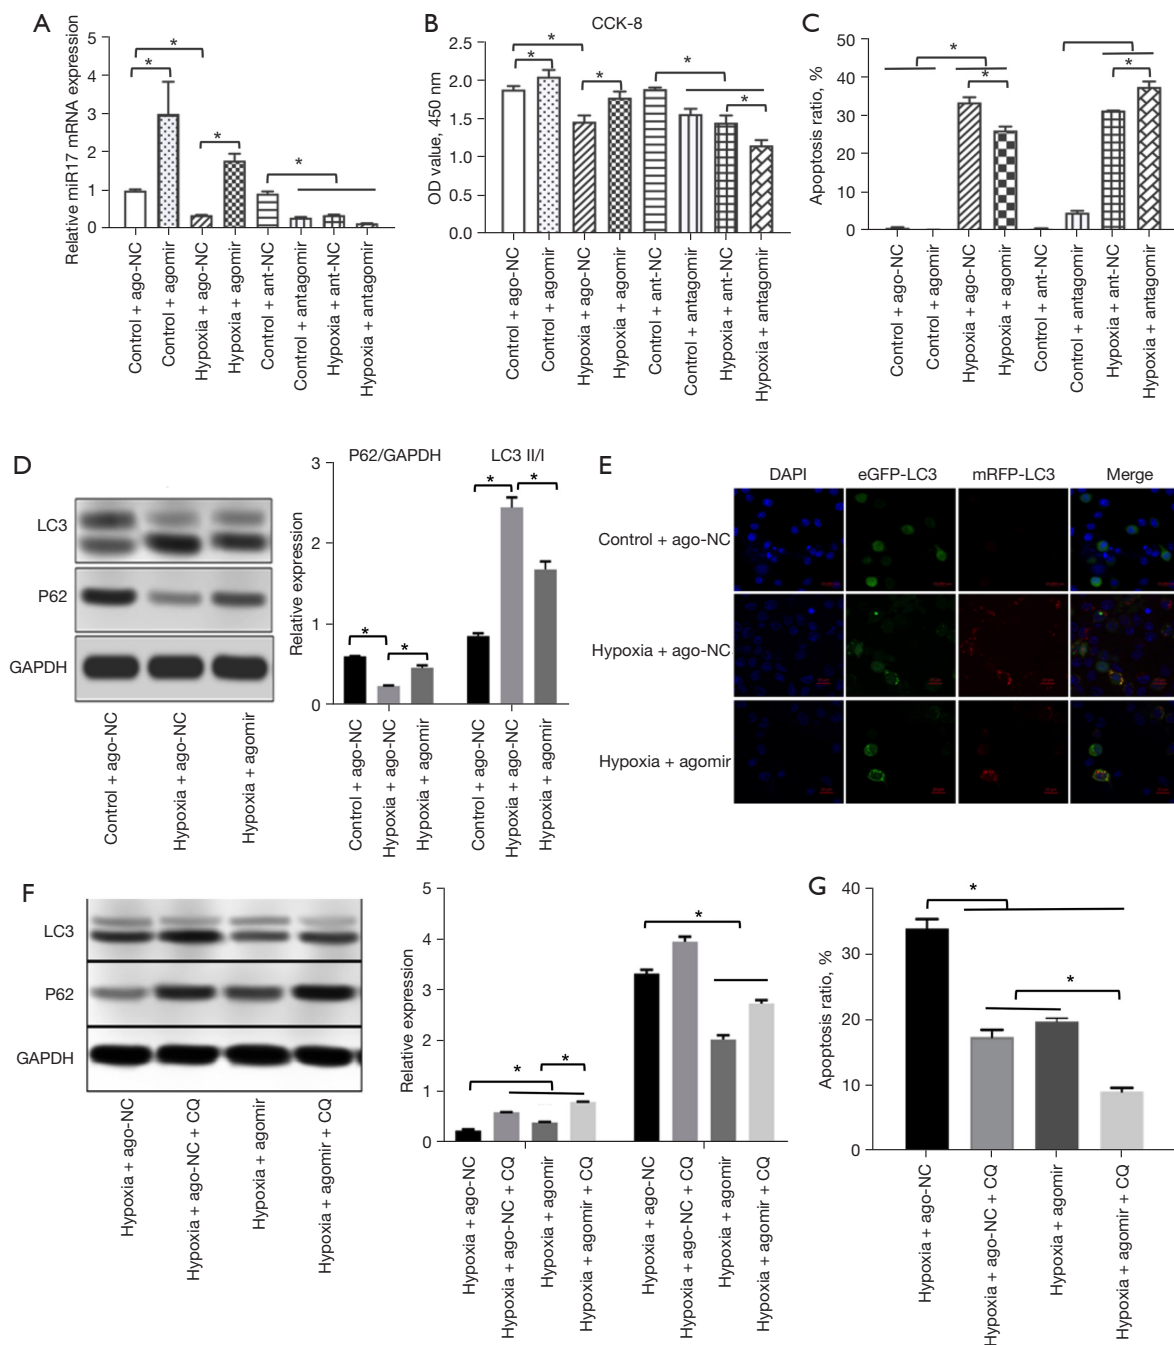 A
Relative miR17 mRNA expression
5
4
3
2
1
0
*
*
*
*
Control + ago-NC
Control + agomir
Hypoxia + ago-NC
Hypoxia + agomir
Control + ant-NC
Control + antagomir
Hypoxia + ant-NC
Hypoxia + antagomir
B
CCK-8
OD value, 450 nm
2.5
2.0
1.5
1.0
0.5
0.0
*
*
*
*
*
Control + ago-NC
Control + agomir
Hypoxia + ago-NC
Hypoxia + agomir
Control + ant-NC
Control + antagomir
Hypoxia + ant-NC
Hypoxia + antagomir
C
Apoptosis ratio, %
50
40
30
20
10
0
*
*
*
Control + ago-NC
Control + agomir
Hypoxia + ago-NC
Hypoxia + agomir
Control + ant-NC
Control + antagomir
Hypoxia + ant-NC
Hypoxia + antagomir
D
LC3
P62
GAPDH
Control + ago-NC
Hypoxia + ago-NC
Hypoxia + agomir
P62/GAPDH
LC3 II/I
Relative expression
3
2
1
0
*
*
*
*
Control + ago-NC
Hypoxia + ago-NC
Hypoxia + agomir
Control + ago-NC
Hypoxia + ago-NC
Hypoxia + agomir
E
DAPI
eGFP-LC3
mRFP-LC3
Merge
Control + ago-NC
Hypoxia + ago-NC
Hypoxia + agomir
F
LC3
P62
GAPDH
Hypoxia + ago-NC
Hypoxia + ago-NC + CQ
Hypoxia + agomir
Hypoxia + agomir + CQ
Relative expression
5
4
3
2
1
0
*
*
*
Hypoxia + ago-NC
Hypoxia + ago-NC + CQ
Hypoxia + agomir
Hypoxia + agomir + CQ
Hypoxia + ago-NC
Hypoxia + ago-NC + CQ
Hypoxia + agomir
Hypoxia + agomir + CQ
G
Apoptosis ratio, %
40
30
20
10
0
*
*
Hypoxia + ago-NC
Hypoxia + ago-NC + CQ
Hypoxia + agomir
Hypoxia + agomir + CQ